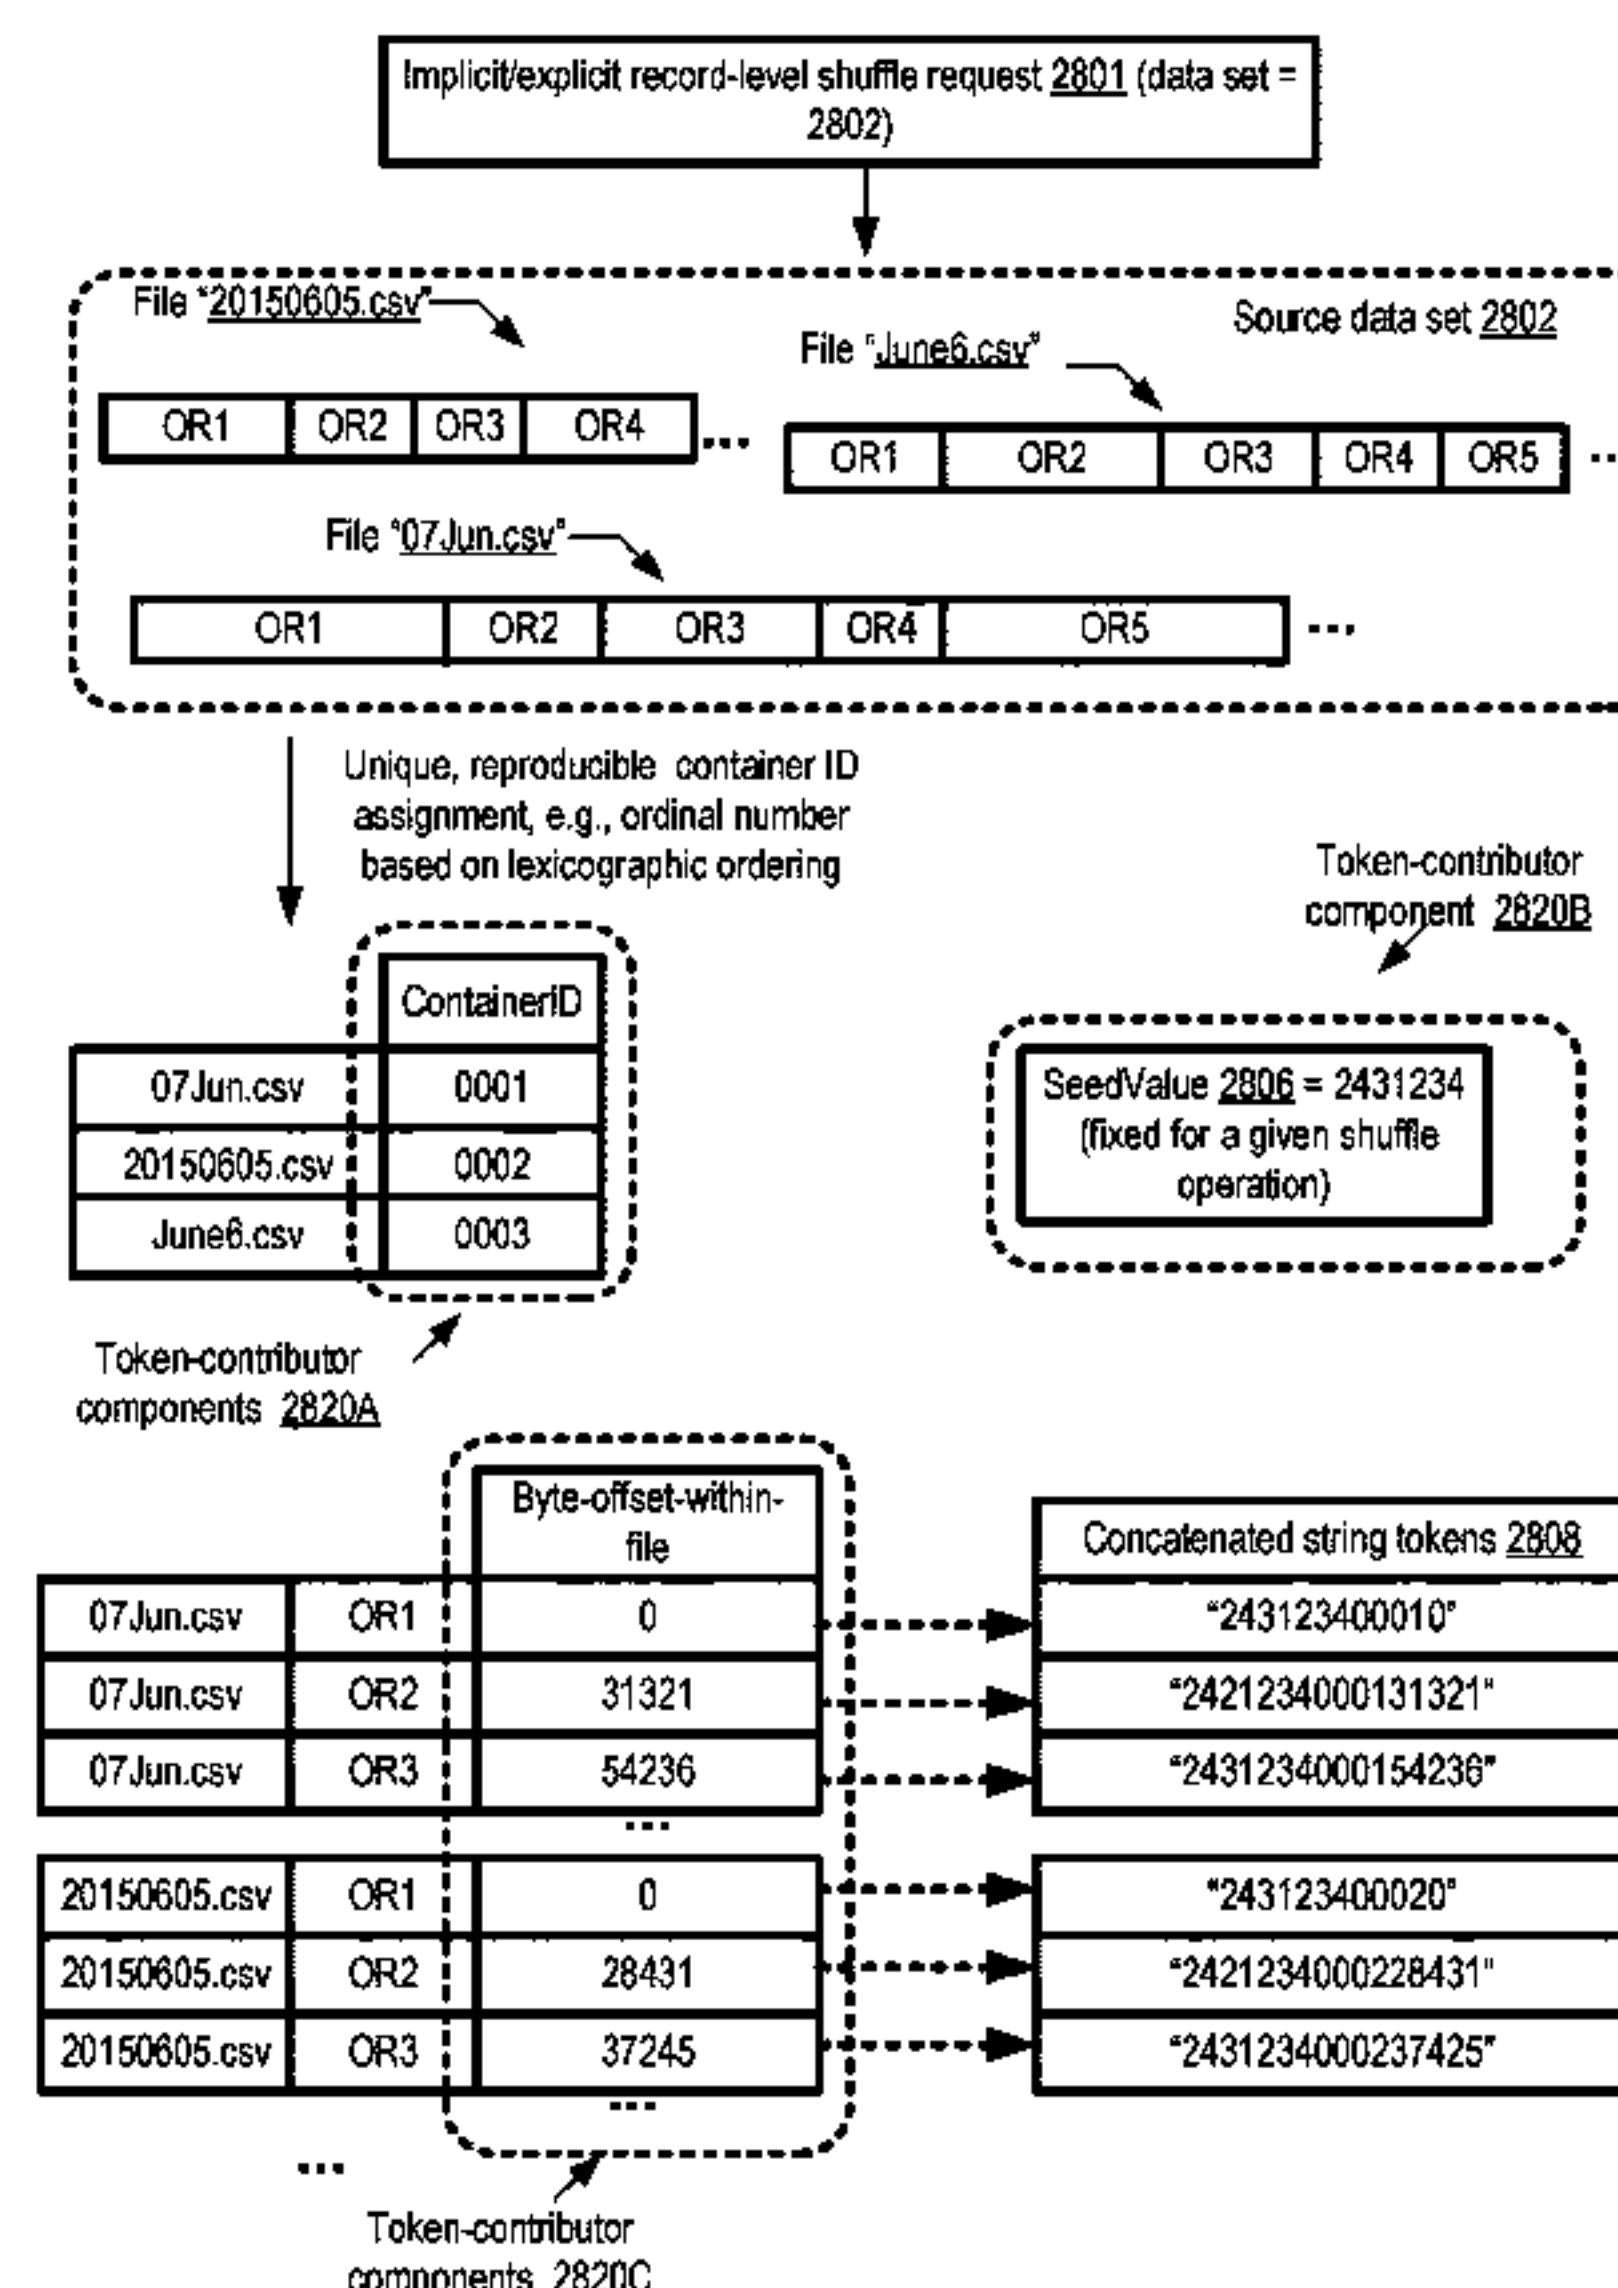 Implicit/explicit record-level shuffle request 2801 (data set =
2802)
File "20150605.csv"
Source data set 2802
File "June6.csv"
OR1 OR2 OR3 OR4 ...
OR1 OR2 OR3 OR4 OR5 ...
File "07Jun.csv"
OR1 OR2 OR3 OR4 OR5 ...
Unique, reproducible container ID
assignment, e.g., ordinal number
based on lexicographic ordering
Token-contributor
component 2820B
ContainerID
07Jun.csv 0001
20150605.csv 0002
June6.csv 0003
SeedValue 2806 = 2431234
(fixed for a given shuffle
operation)
Token-contributor
components 2820A
Byte-offset-within-
file
Concatenated string tokens 2808
07Jun.csv OR1 0 "243123400010"
07Jun.csv OR2 31321 "2421234000131321"
07Jun.csv OR3 54236 "2431234000154236"
...
20150605.csv OR1 0 "243123400020"
20150605.csv OR2 28431 "2421234000228431"
20150605.csv OR3 37245 "2431234000237425"
...
...
Token-contributor
components 2820C